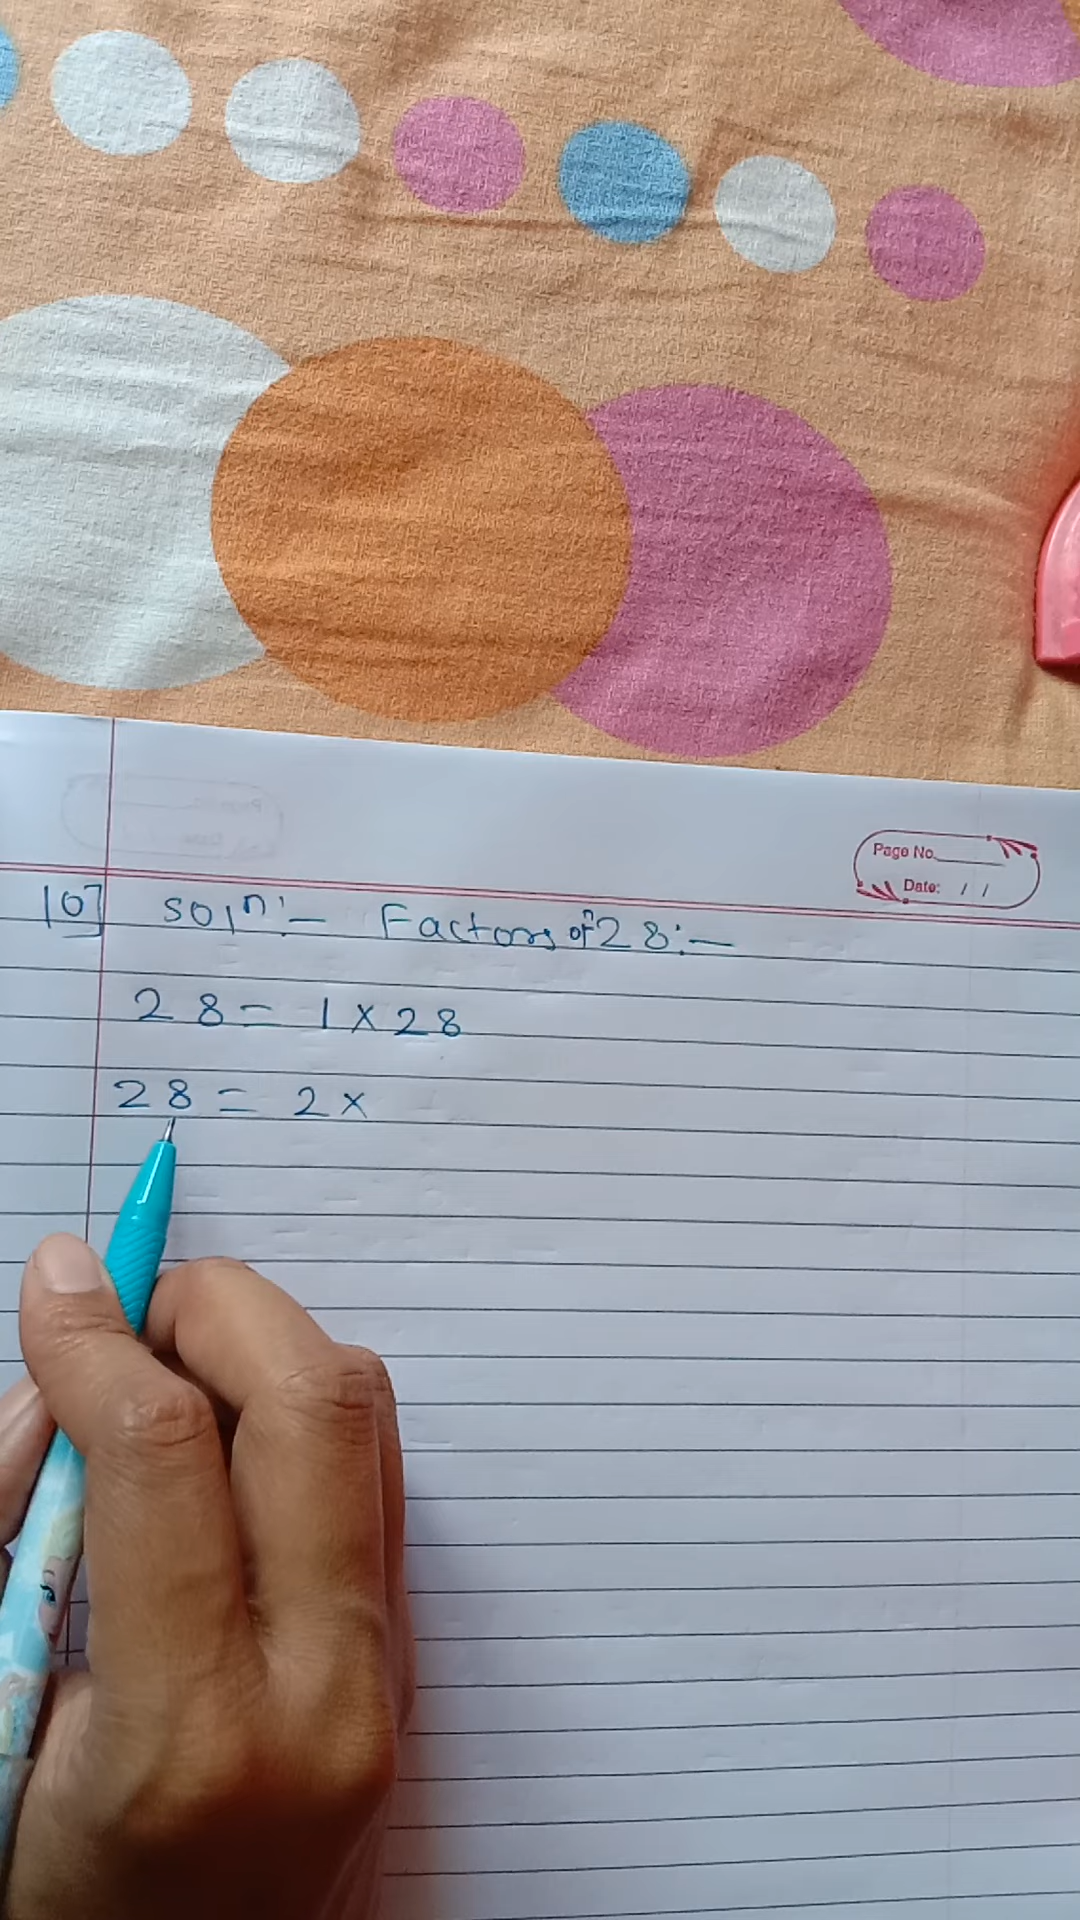 Page No.
Date: / /
10] Soln:- Factors of 28:-
28 = 1 x 28
28 = 2 x